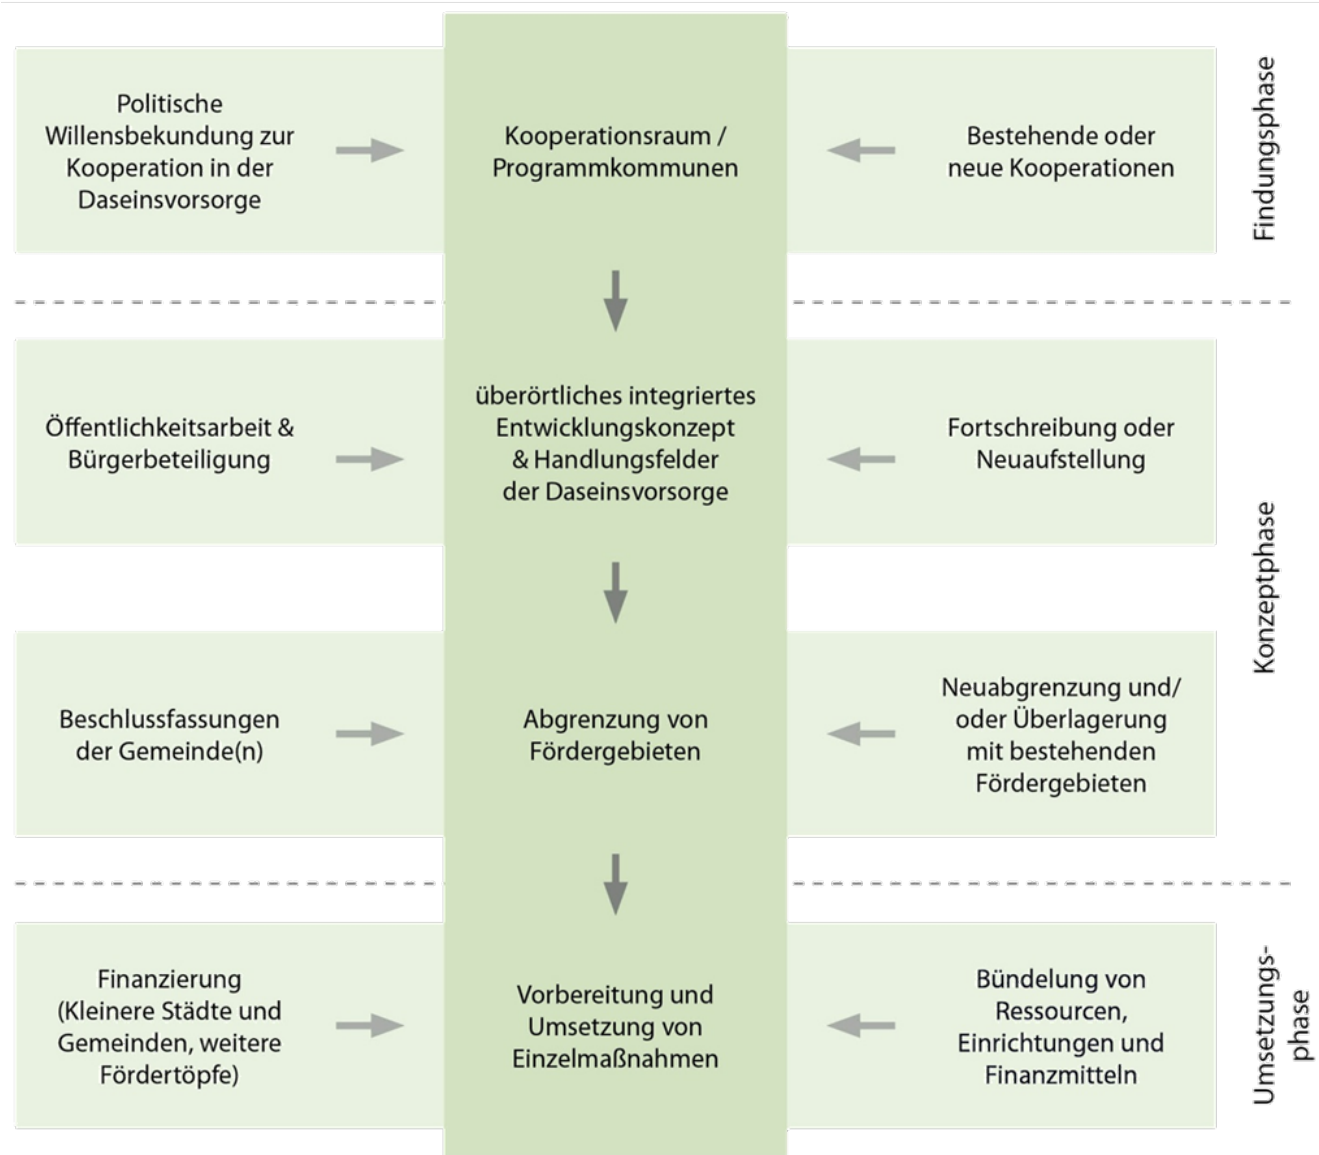 Politische
Willensbekundung zur
Kooperation in der
Daseinsvorsorge
Kooperationsraum /
Programmkommunen
Bestehende oder
neue Kooperationen
Findungsphase
Öffentlichkeitsarbeit &
Bürgerbeteiligung
überörtliches integriertes
Entwicklungskonzept
& Handlungsfelder
der Daseinsvorsorge
Fortschreibung oder
Neuaufstellung
Konzeptphase
Beschlussfassungen
der Gemeinde(n)
Abgrenzung von
Fördergebieten
Neuabgrenzung und/
oder Überlagerung
mit bestehenden
Fördergebieten
Finanzierung
(Kleinere Städte und
Gemeinden, weitere
Fördertöpfe)
Vorbereitung und
Umsetzung von
Einzelmaßnahmen
Bündelung von
Ressourcen,
Einrichtungen und
Finanzmitteln
Umsetzungs-
phase